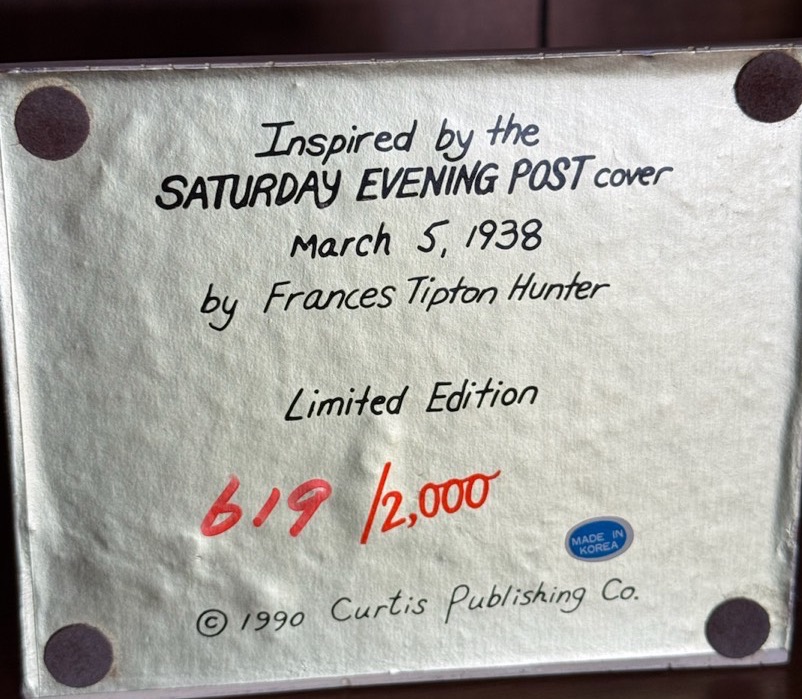 Inspired by the
SATURDAY EVENING POST cover
March 5, 1938
by Frances Tipton Hunter
Limited Edition
619 /2,000
MADE IN
KOREA
© 1990 Curtis Publishing Co.